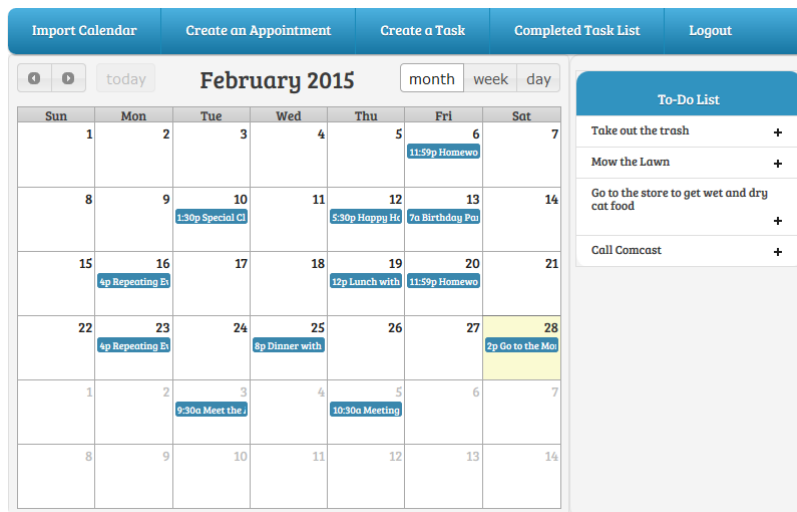 Import Calendar Create an Appointment Create a Task Completed Task List Logout
today February 2015 month week day
Sun Mon Tue Wed Thu Fri Sat
1 2 3 4 5 6 7
11:59p Homewo
8 9 10 11 12 13 14
1:30p Special Cl 5:30p Happy Ho 7a Birthday Par
15 16 17 18 19 20 21
4p Repeating Ev 12p Lunch with 11:59p Homewo
22 23 24 25 26 27 28
4p Repeating Ev 8p Dinner with 2p Go to the Mo
1 2 3 4 5 6 7
9:30a Meet the 10:30a Meeting
8 9 10 11 12 13 14
To-Do List
Take out the trash +
Mow the Lawn +
Go to the store to get wet and dry
cat food
+
Call Comcast +